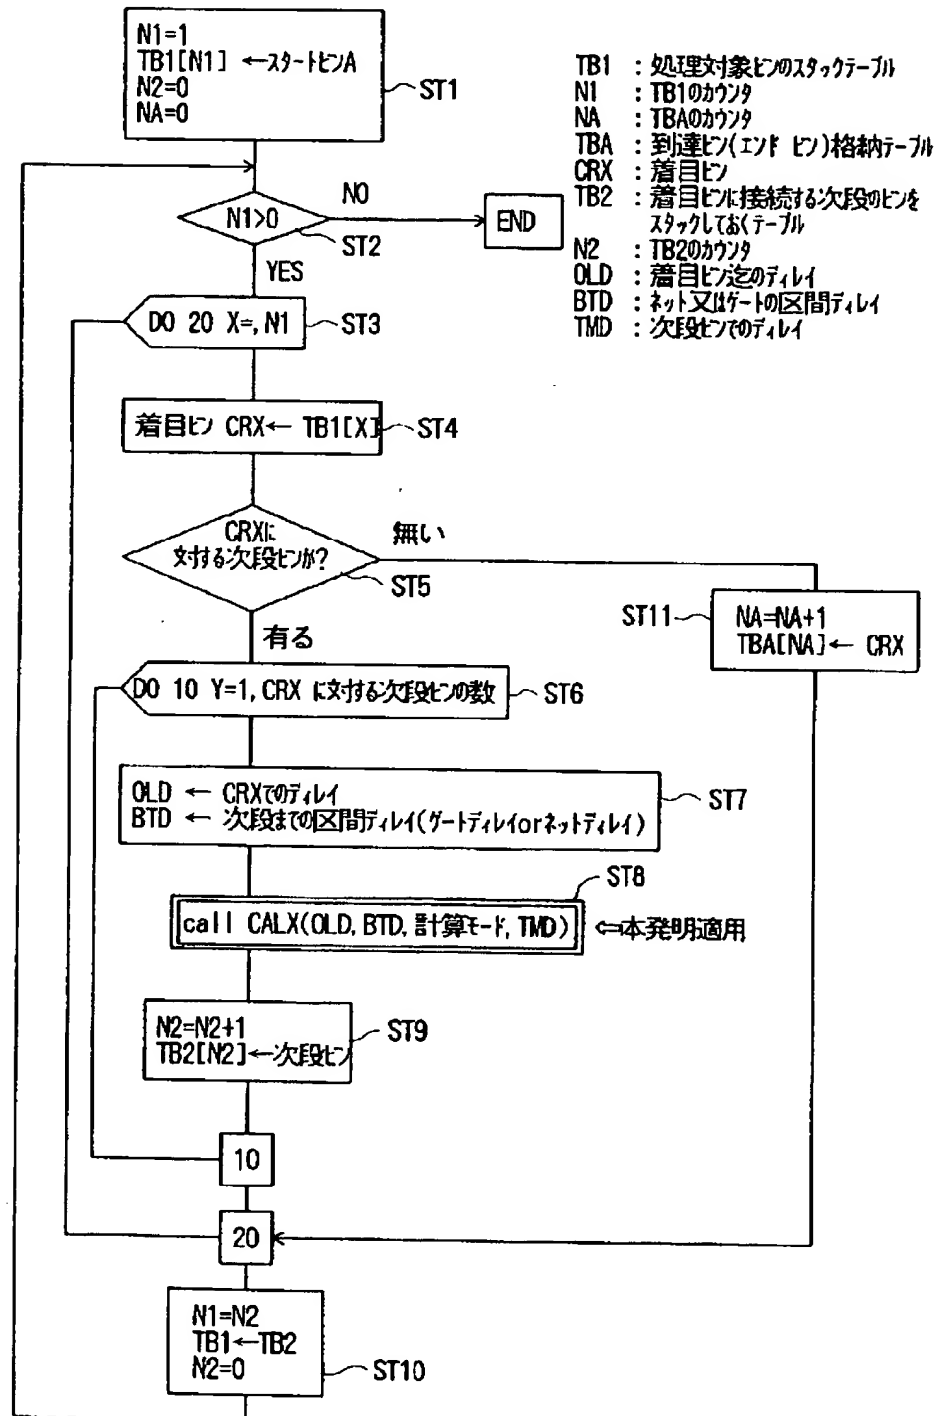 N1=1
TB1[N1] ←スタートピンA
N2=0
NA=0
ST1
TB1 : 処理対象ピンのスタックテーブル
N1 : TB1のカウンタ
NA : TBAのカウンタ
TBA : 到達ピン(エンド ピン)格納テーブル
CRX : 着目ピン
TB2 : 着目ピンに接続する次段のピンを
スタックしておくテーブル
N2 : TB2のカウンタ
OLD : 着目ピン迄のディレイ
BTD : ネット又はゲートの区間ディレイ
TMD : 次段ピンでのディレイ
N1>0
NO
END
ST2
YES
DO 20 X=, N1
ST3
着目ピン CRX← TB1[X]
ST4
CRXに
対する次段ピンが?
無い
ST5
有る
ST11
NA=NA+1
TBA[NA]← CRX
DO 10 Y=1, CRX に対する次段ピンの数
ST6
OLD ← CRXでのディレイ
BTD ← 次段までの区間ディレイ(ゲートディレイorネットディレイ)
ST7
ST8
call CALX(OLD, BTD, 計算モード, TMD)
⇐本発明適用
N2=N2+1
TB2[N2]←次段ピン
ST9
10
20
N1=N2
TB1←TB2
N2=0
ST10